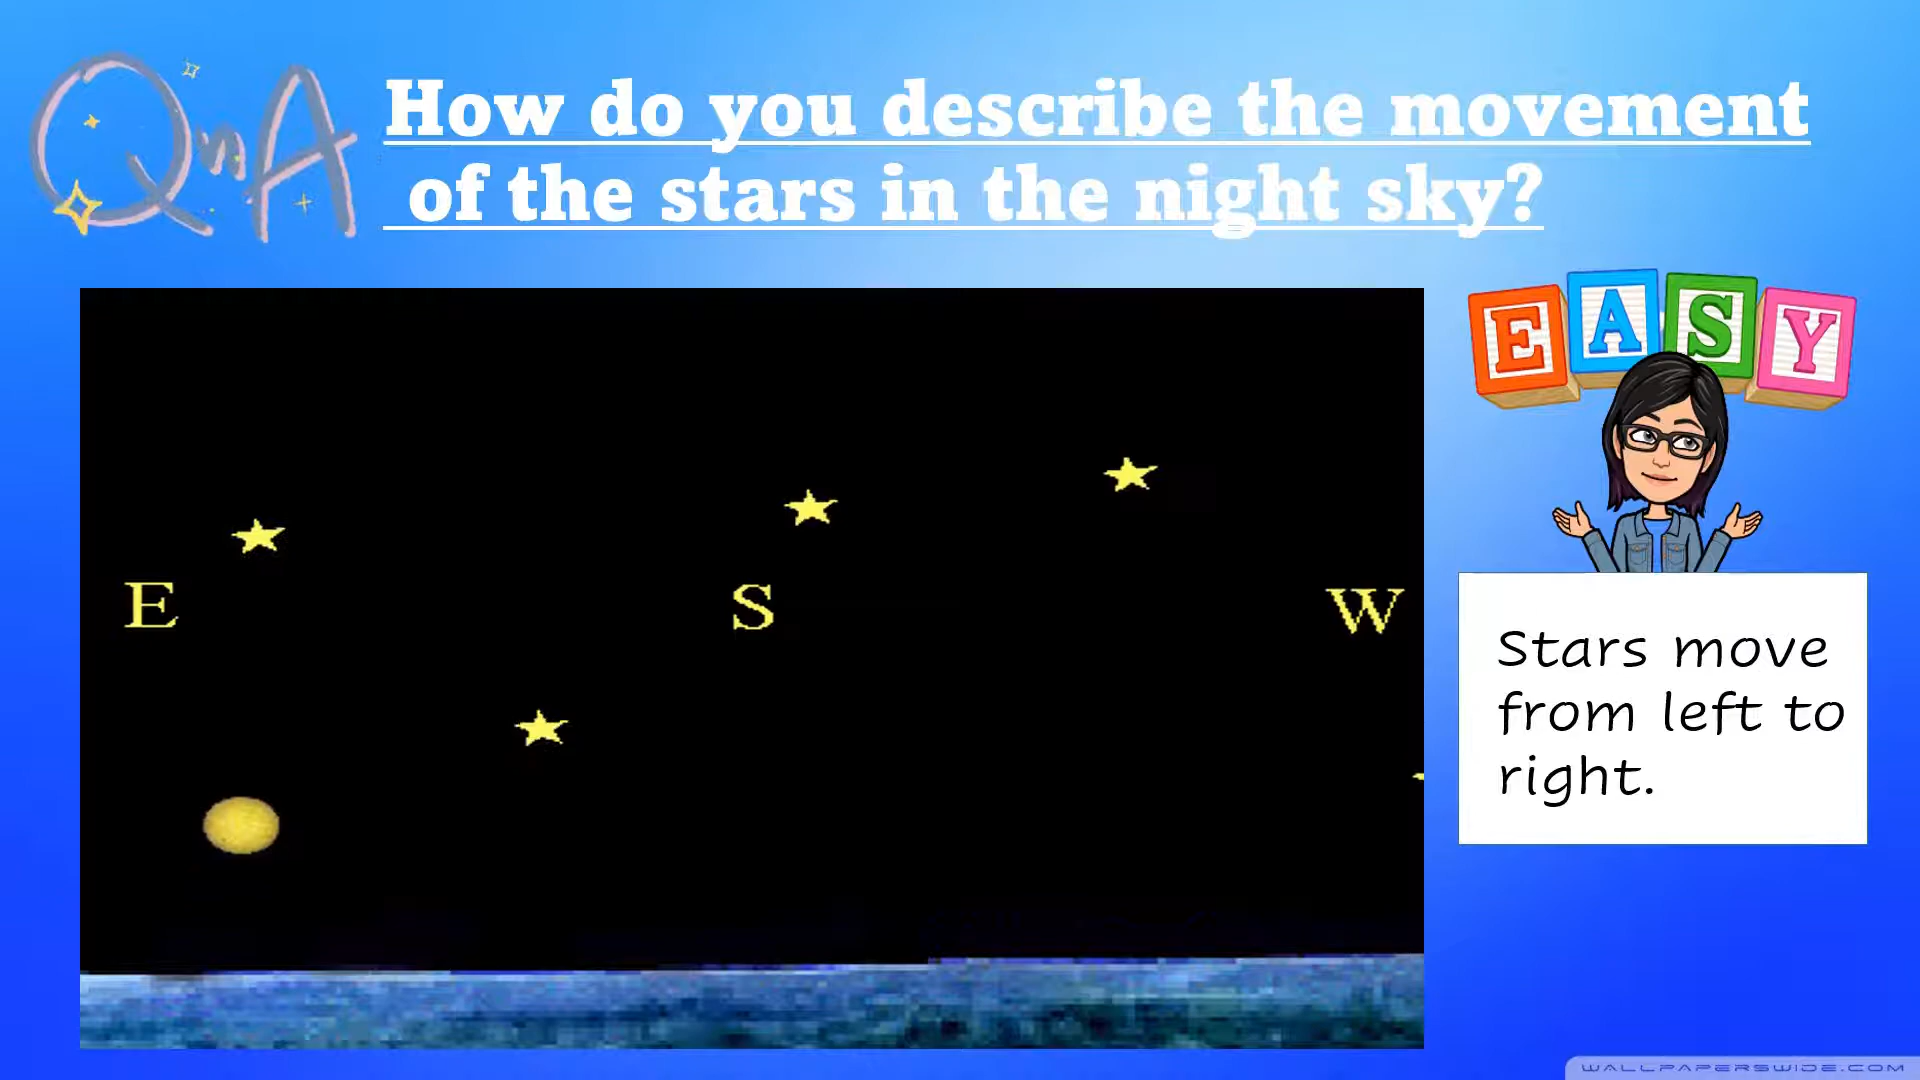 QnA
How do you describe the movement
of the stars in the night sky?
EASY
E
S
W
Stars move
from left to
right.
WALLPAPERSWIDE.COM